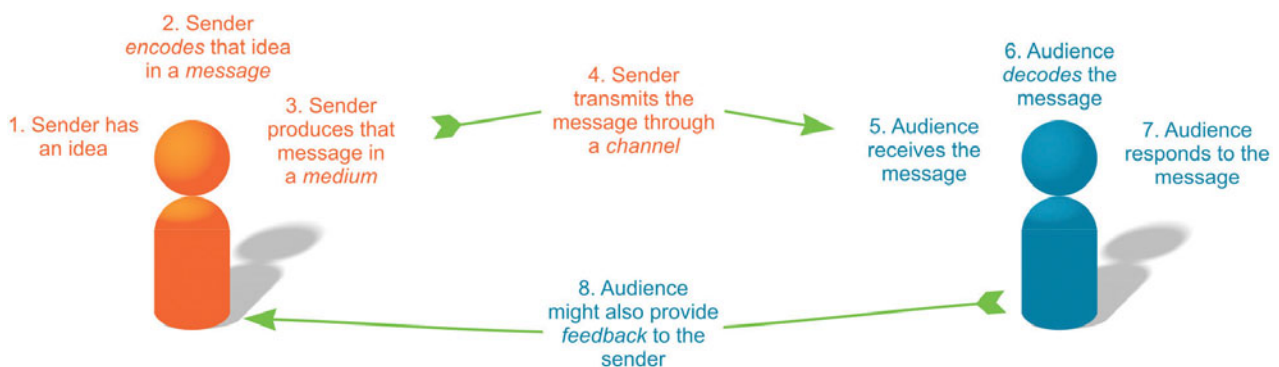 1. Sender has
an idea
2. Sender
encodes that idea
in a message
3. Sender
produces that
message in
a medium
4. Sender
transmits the
message through
a channel
5. Audience
receives the
message
6. Audience
decodes the
message
7. Audience
responds to the
message
8. Audience
might also provide
feedback to the
sender